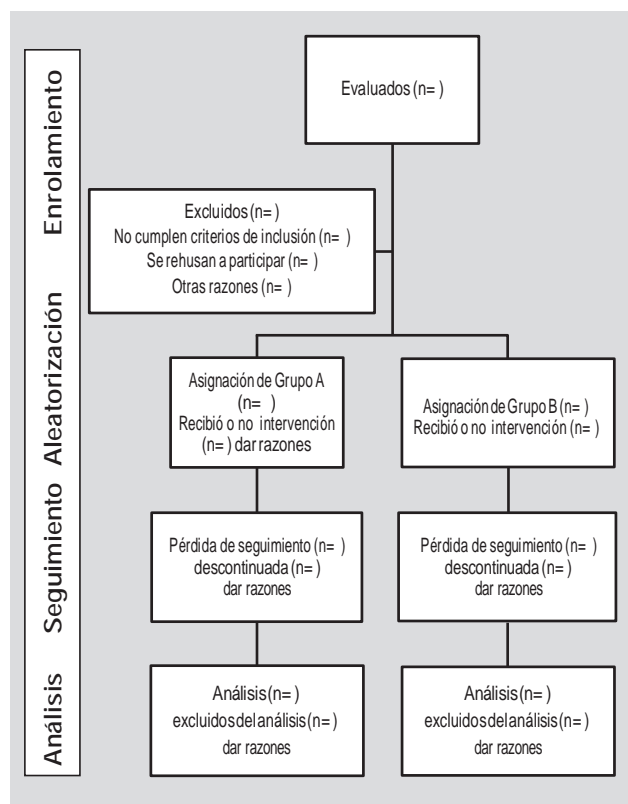 Enrolamiento
Evaluados (n= )
Excluidos (n= )
No cumplen criterios de inclusión (n= )
Se rehusan a participar (n= )
Otras razones (n= )
Aleatorización
Asignación de Grupo A
(n= )
Recibió o no intervención
(n= ) dar razones
Asignación de Grupo B (n= )
Recibió o no intervención (n= )
Seguimiento
Pérdida de seguimiento (n= )
descontinuada (n= )
dar razones
Pérdida de seguimiento (n= )
descontinuada (n= )
dar razones
Análisis
Análisis (n= )
excluidos del análisis (n= )
dar razones
Análisis (n= )
excluidos del análisis (n= )
dar razones